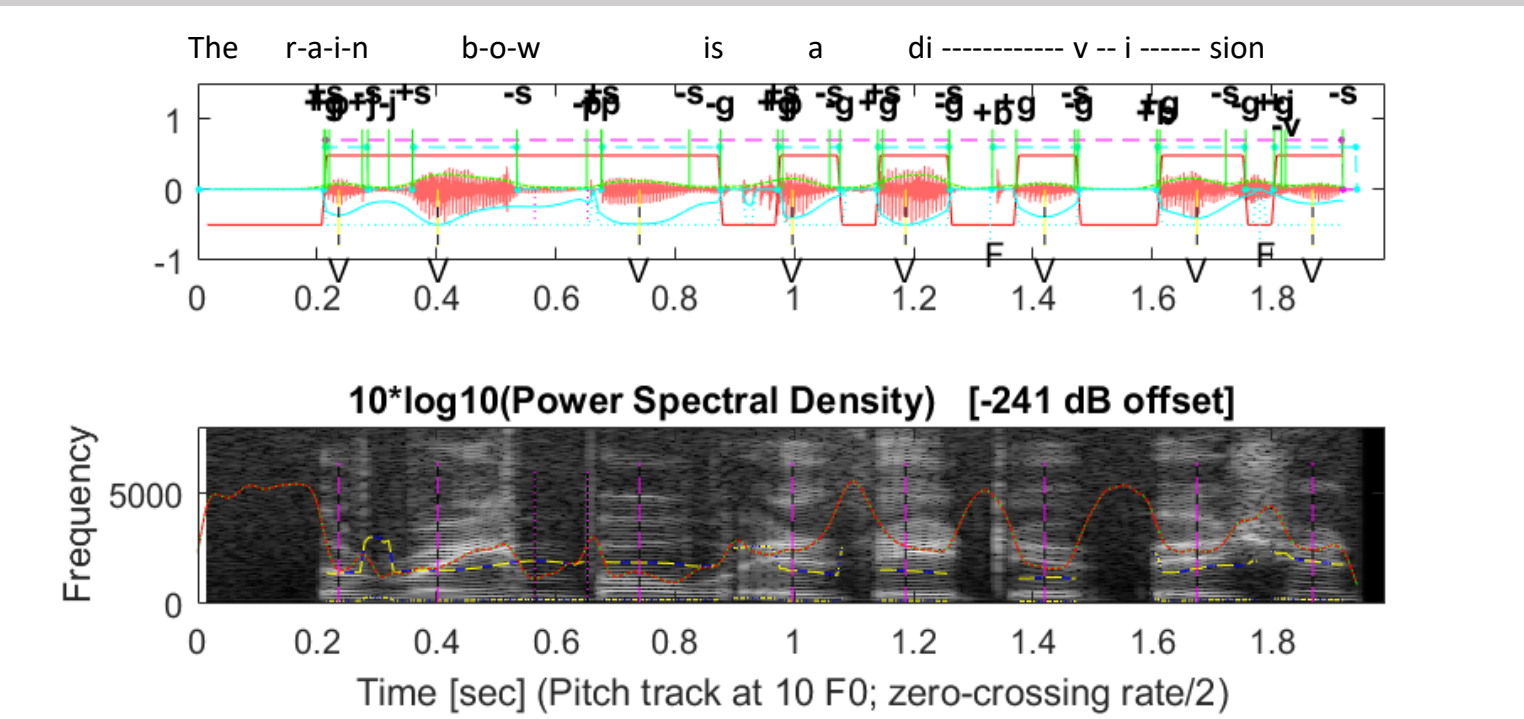 The r-a-i-n b-o-w is a di ------------ v -- i ------ sion
+s -s +s -s -s -g -s -g +s -s -g +g -s -g +g -s -g -v -s
1
0
-1
F F
V V V V V V V V
0 0.2 0.4 0.6 0.8 1 1.2 1.4 1.6 1.8
10*log10(Power Spectral Density) [-241 dB offset]
Frequency
5000
0
0 0.2 0.4 0.6 0.8 1 1.2 1.4 1.6 1.8
Time [sec] (Pitch track at 10 F0; zero-crossing rate/2)